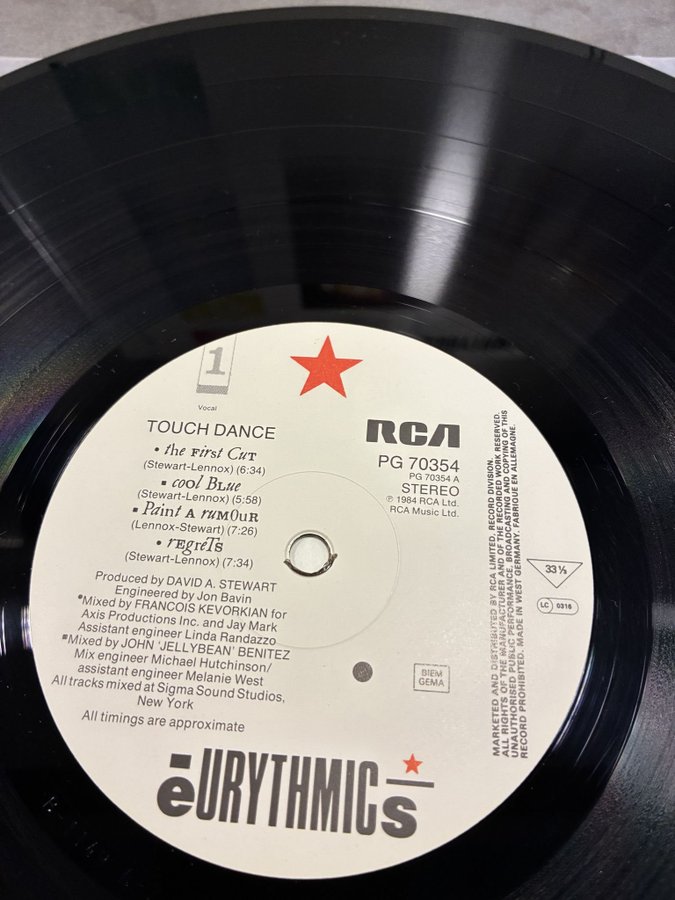 1
Vocal
TOUCH DANCE
• the First Cut
(Stewart-Lennox) (6:34)
▪ cool Blue
(Stewart-Lennox) (5:58)
▪ Paint A rumOuR
(Lennox-Stewart) (7:26)
• rEgreTs
(Stewart-Lennox) (7:34)
Produced by DAVID A. STEWART
Engineered by Jon Bavin
•Mixed by FRANCOIS KEVORKIAN for
Axis Productions Inc. and Jay Mark
Assistant engineer Linda Randazzo
▪Mixed by JOHN 'JELLYBEAN' BENITEZ
Mix engineer Michael Hutchinson/
assistant engineer Melanie West
All tracks mixed at Sigma Sound Studios,
New York
All timings are approximate
RCA
PG 70354
PG 70354 A
STEREO
℗ 1984 RCA Ltd.
RCA Music Ltd.
BIEM
GEMA
MARKETED AND DISTRIBUTED BY RCA LIMITED. RECORD DIVISION.
ALL RIGHTS OF THE MANUFACTURER AND OF THE RECORDED WORK RESERVED.
UNAUTHORISED PUBLIC PERFORMANCE, BROADCASTING AND COPYING OF THIS
RECORD PROHIBITED. MADE IN WEST GERMANY. FABRIQUE EN ALLEMAGNE.
33⅓
LC 0316
eURYTHMICs